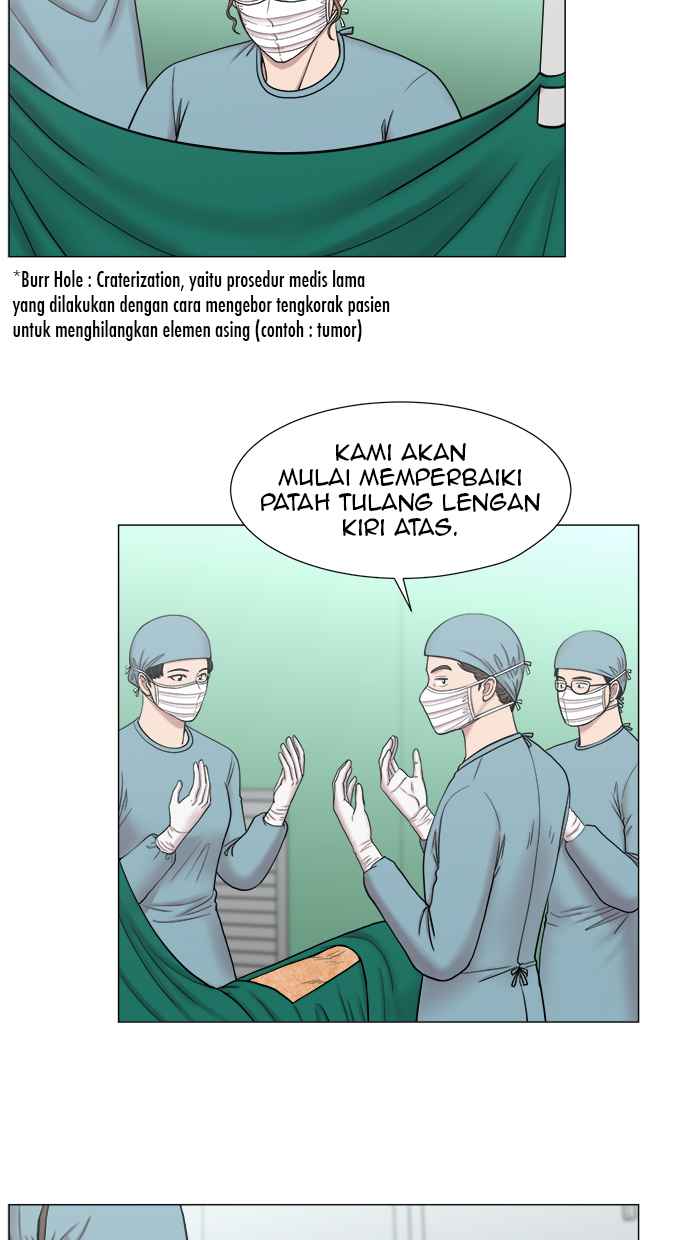 *Burr Hole : Craterization, yaitu prosedur medis lama
yang dilakukan dengan cara mengebor tengkorak pasien
untuk menghilangkan elemen asing (contoh : tumor)
KAMI AKAN
MULAI MEMPERBAIKI
PATAH TULANG LENGAN
KIRI ATAS.